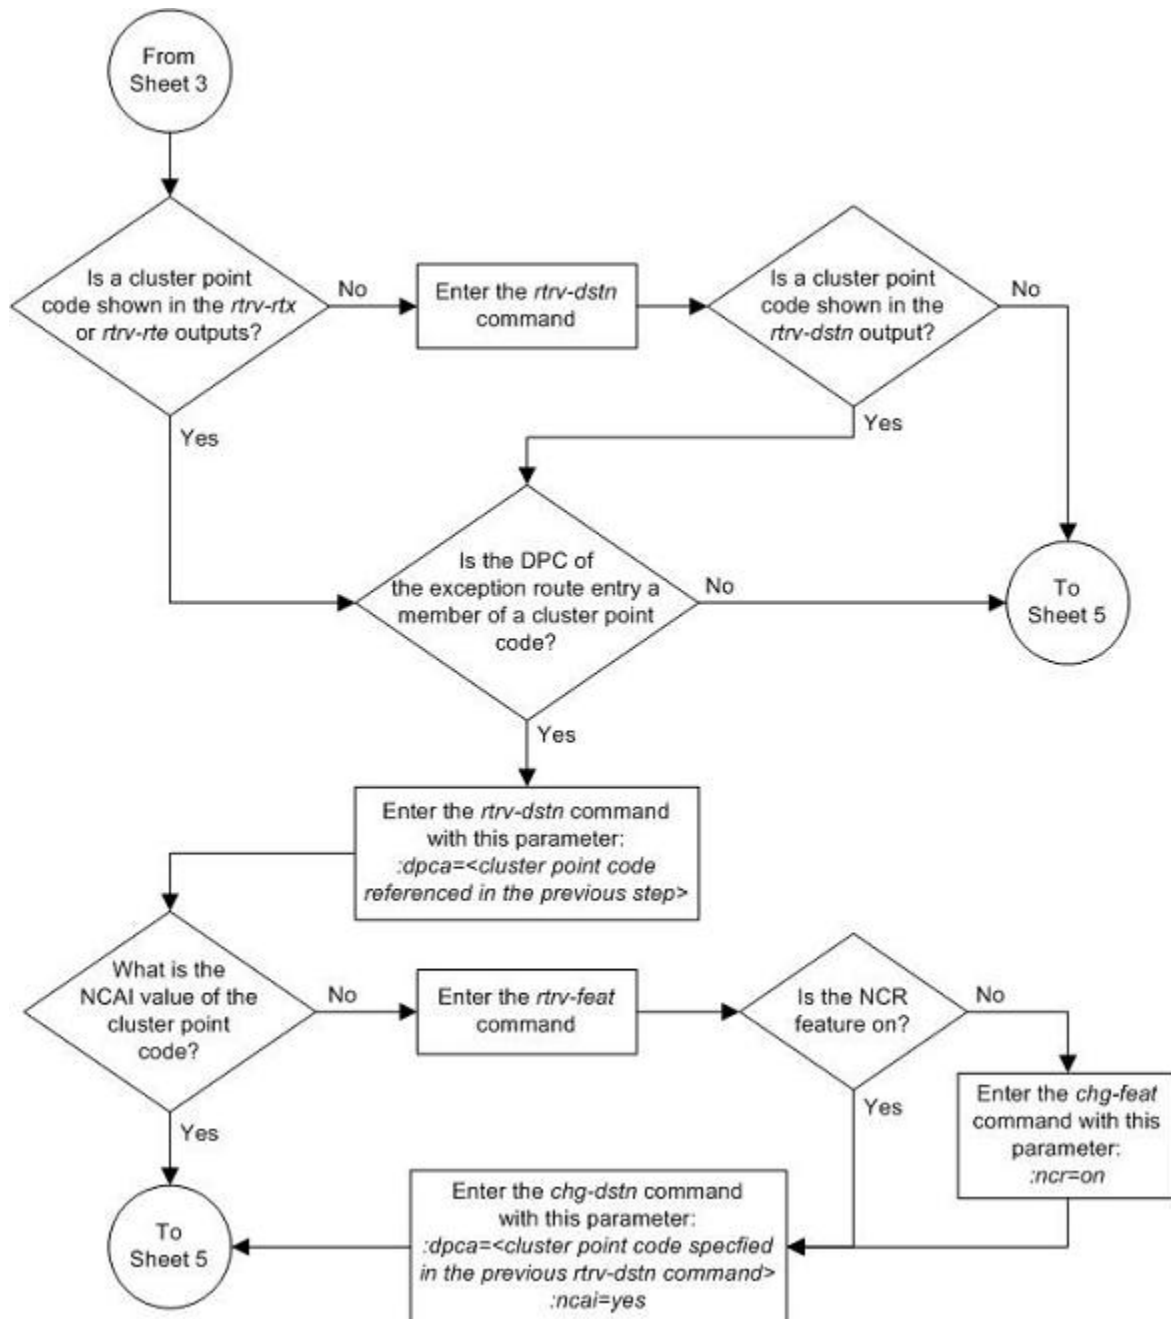 From
Sheet 3
Is a cluster point
code shown in the rtrv-rtx
or rtrv-rte outputs?
No
Enter the rtrv-dstn
command
Is a cluster point
code shown in the
rtrv-dstn output?
No
Yes
Yes
Is the DPC of
the exception route entry a
member of a cluster point
code?
No
To
Sheet 5
Yes
Enter the rtrv-dstn command
with this parameter:
:dpca=<cluster point code
referenced in the previous step>
What is the
NCAI value of the
cluster point
code?
No
Enter the rtrv-feat
command
Is the NCR
feature on?
No
Yes
Enter the chg-feat
command with this
parameter:
:ncr=on
Yes
To
Sheet 5
Enter the chg-dstn command
with this parameter:
:dpca=<cluster point code specfied
in the previous rtrv-dstn command>
:ncai=yes